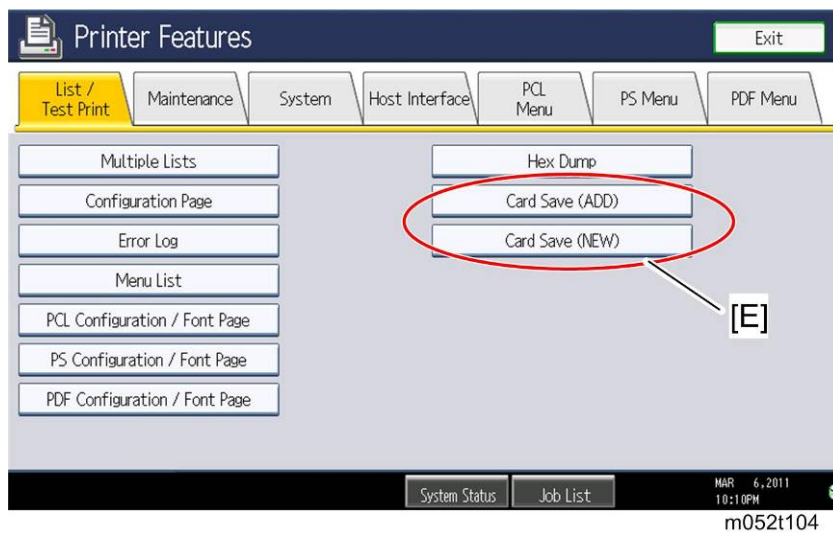 Printer Features
Exit
List /
Test Print
Maintenance
System
Host Interface
PCL
Menu
PS Menu
PDF Menu
Multiple Lists
Hex Dump
Configuration Page
Card Save (ADD)
Error Log
Card Save (NEW)
Menu List
PCL Configuration / Font Page
[E]
PS Configuration / Font Page
PDF Configuration / Font Page
System Status
Job List
MAR 6,2011
10:10PM
m052t104